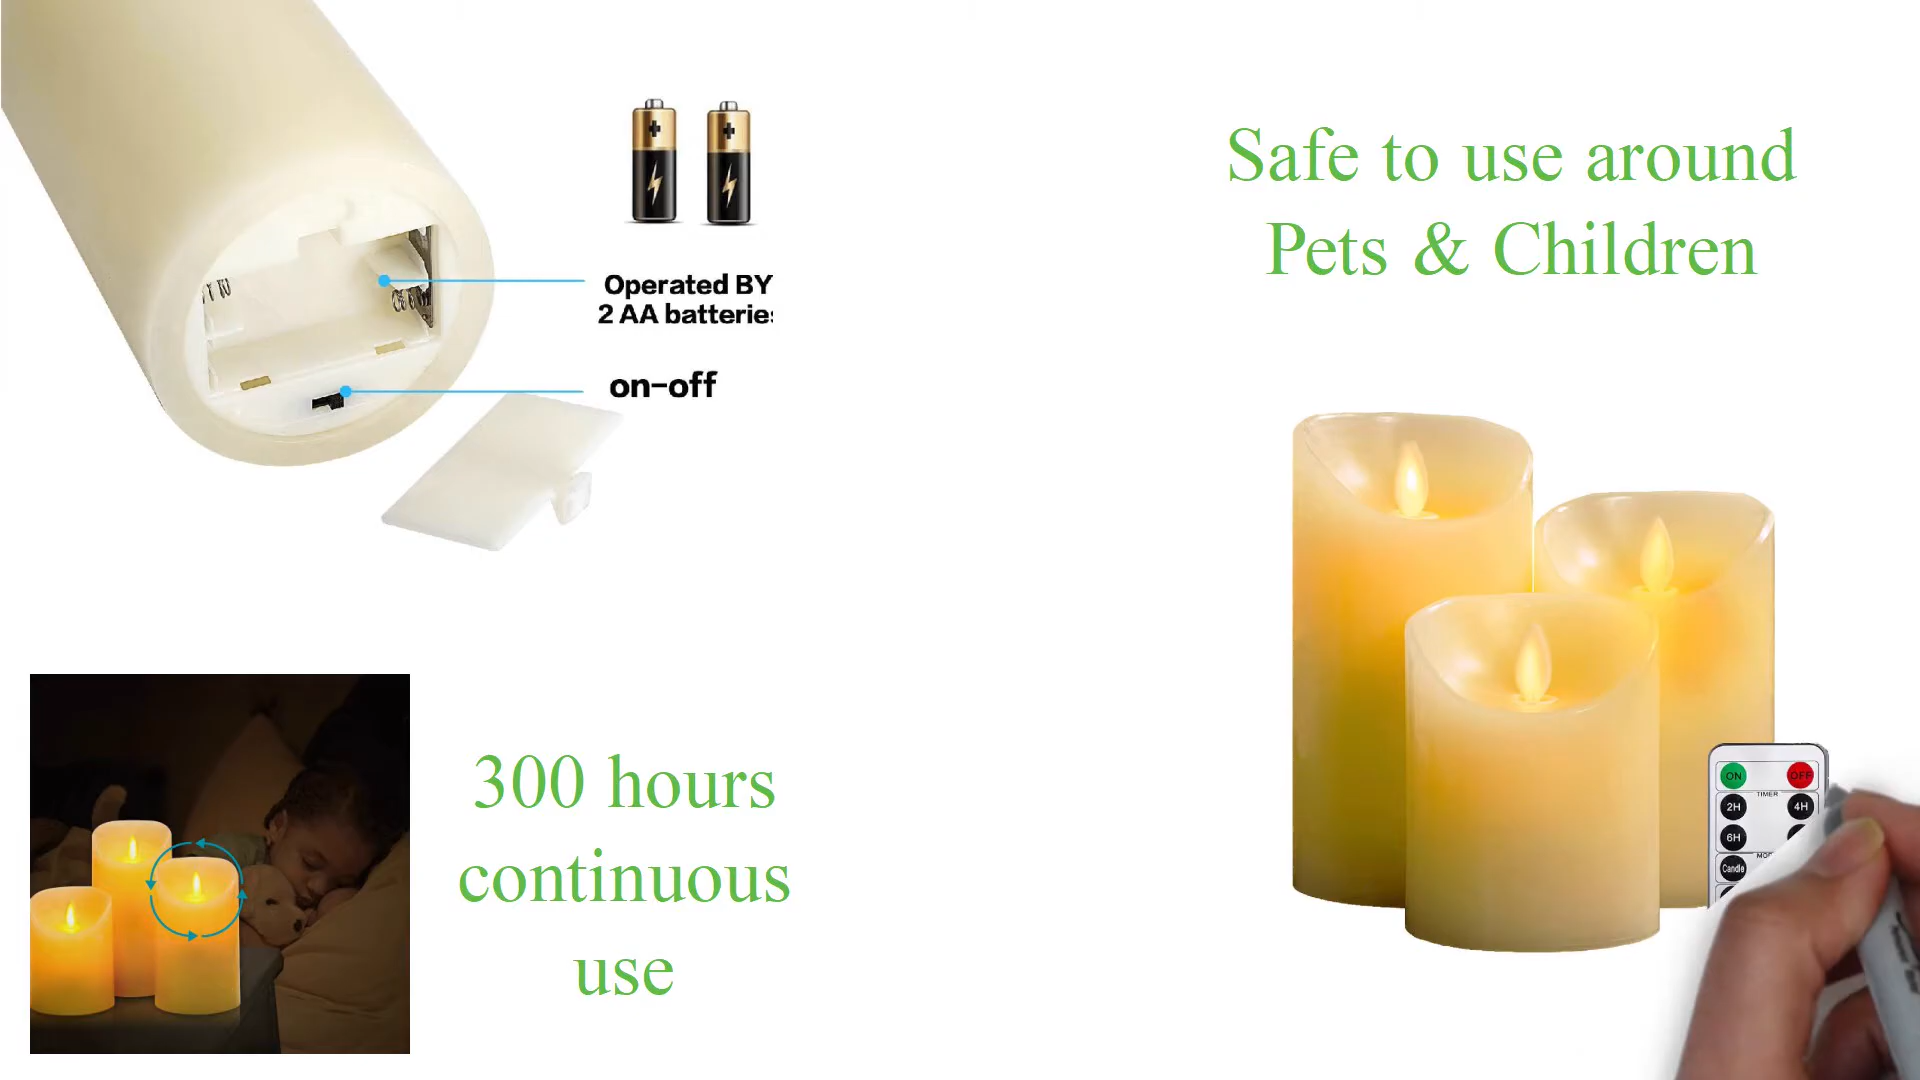 Operated BY
2 AA batteries
on-off
Safe to use around
Pets & Children
300 hours
continuous
use
ON OFF
TIMER
2H 4H
6H
Candle